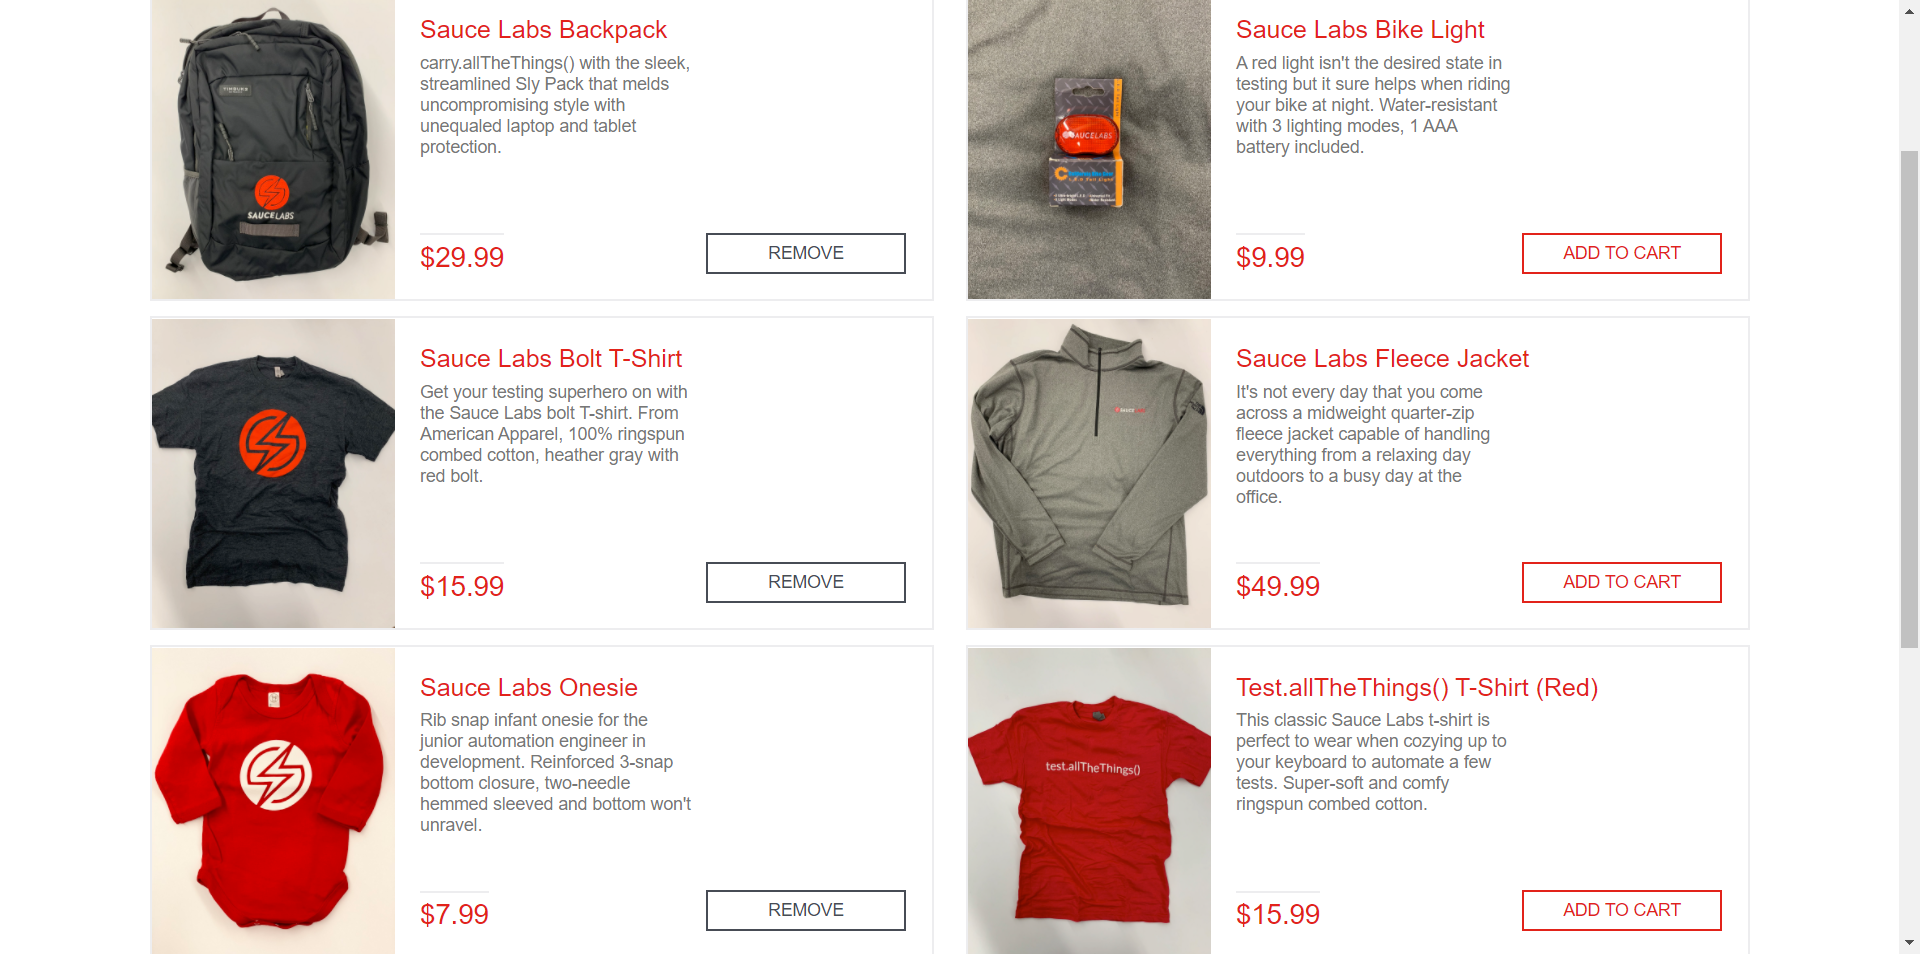 Sauce Labs Backpack
carry.allTheThings() with the sleek,
streamlined Sly Pack that melds
uncompromising style with
unequaled laptop and tablet
protection.
$29.99
REMOVE
SAUCELABS
Sauce Labs Bike Light
A red light isn't the desired state in
testing but it sure helps when riding
your bike at night. Water-resistant
with 3 lighting modes, 1 AAA
battery included.
$9.99
ADD TO CART
SAUCELABS
Sauce Labs Bolt T-Shirt
Get your testing superhero on with
the Sauce Labs bolt T-shirt. From
American Apparel, 100% ringspun
combed cotton, heather gray with
red bolt.
$15.99
REMOVE
Sauce Labs Fleece Jacket
It's not every day that you come
across a midweight quarter-zip
fleece jacket capable of handling
everything from a relaxing day
outdoors to a busy day at the
office.
$49.99
ADD TO CART
Sauce Labs Onesie
Rib snap infant onesie for the
junior automation engineer in
development. Reinforced 3-snap
bottom closure, two-needle
hemmed sleeved and bottom won't
unravel.
$7.99
REMOVE
Test.allTheThings() T-Shirt (Red)
This classic Sauce Labs t-shirt is
perfect to wear when cozying up to
your keyboard to automate a few
tests. Super-soft and comfy
ringspun combed cotton.
$15.99
ADD TO CART
test.allTheThings()